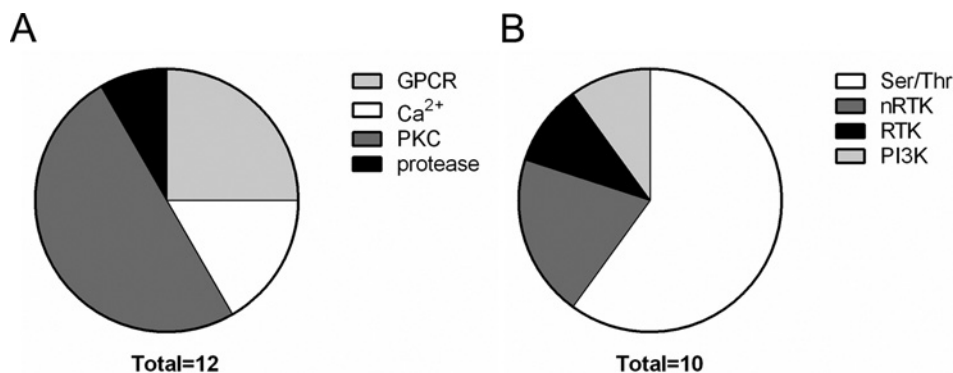 A
GPCR
Ca²⁺
PKC
protease
Total=12
B
Ser/Thr
nRTK
RTK
PI3K
Total=10